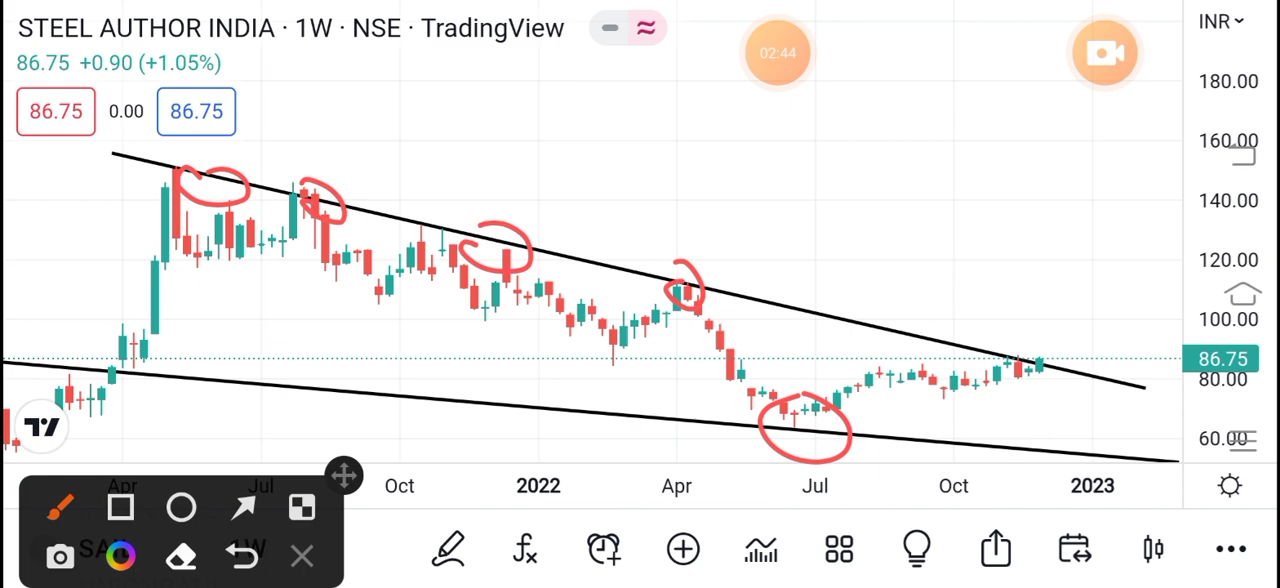 STEEL AUTHOR INDIA · 1W · NSE · TradingView
INR
02:44
86.75 +0.90 (+1.05%)
180.00
86.75 0.00 86.75
160.00
140.00
120.00
100.00
86.75
80.00
60.00
Apr Jul Oct 2022 Apr Jul Oct 2023
SAIL 1W